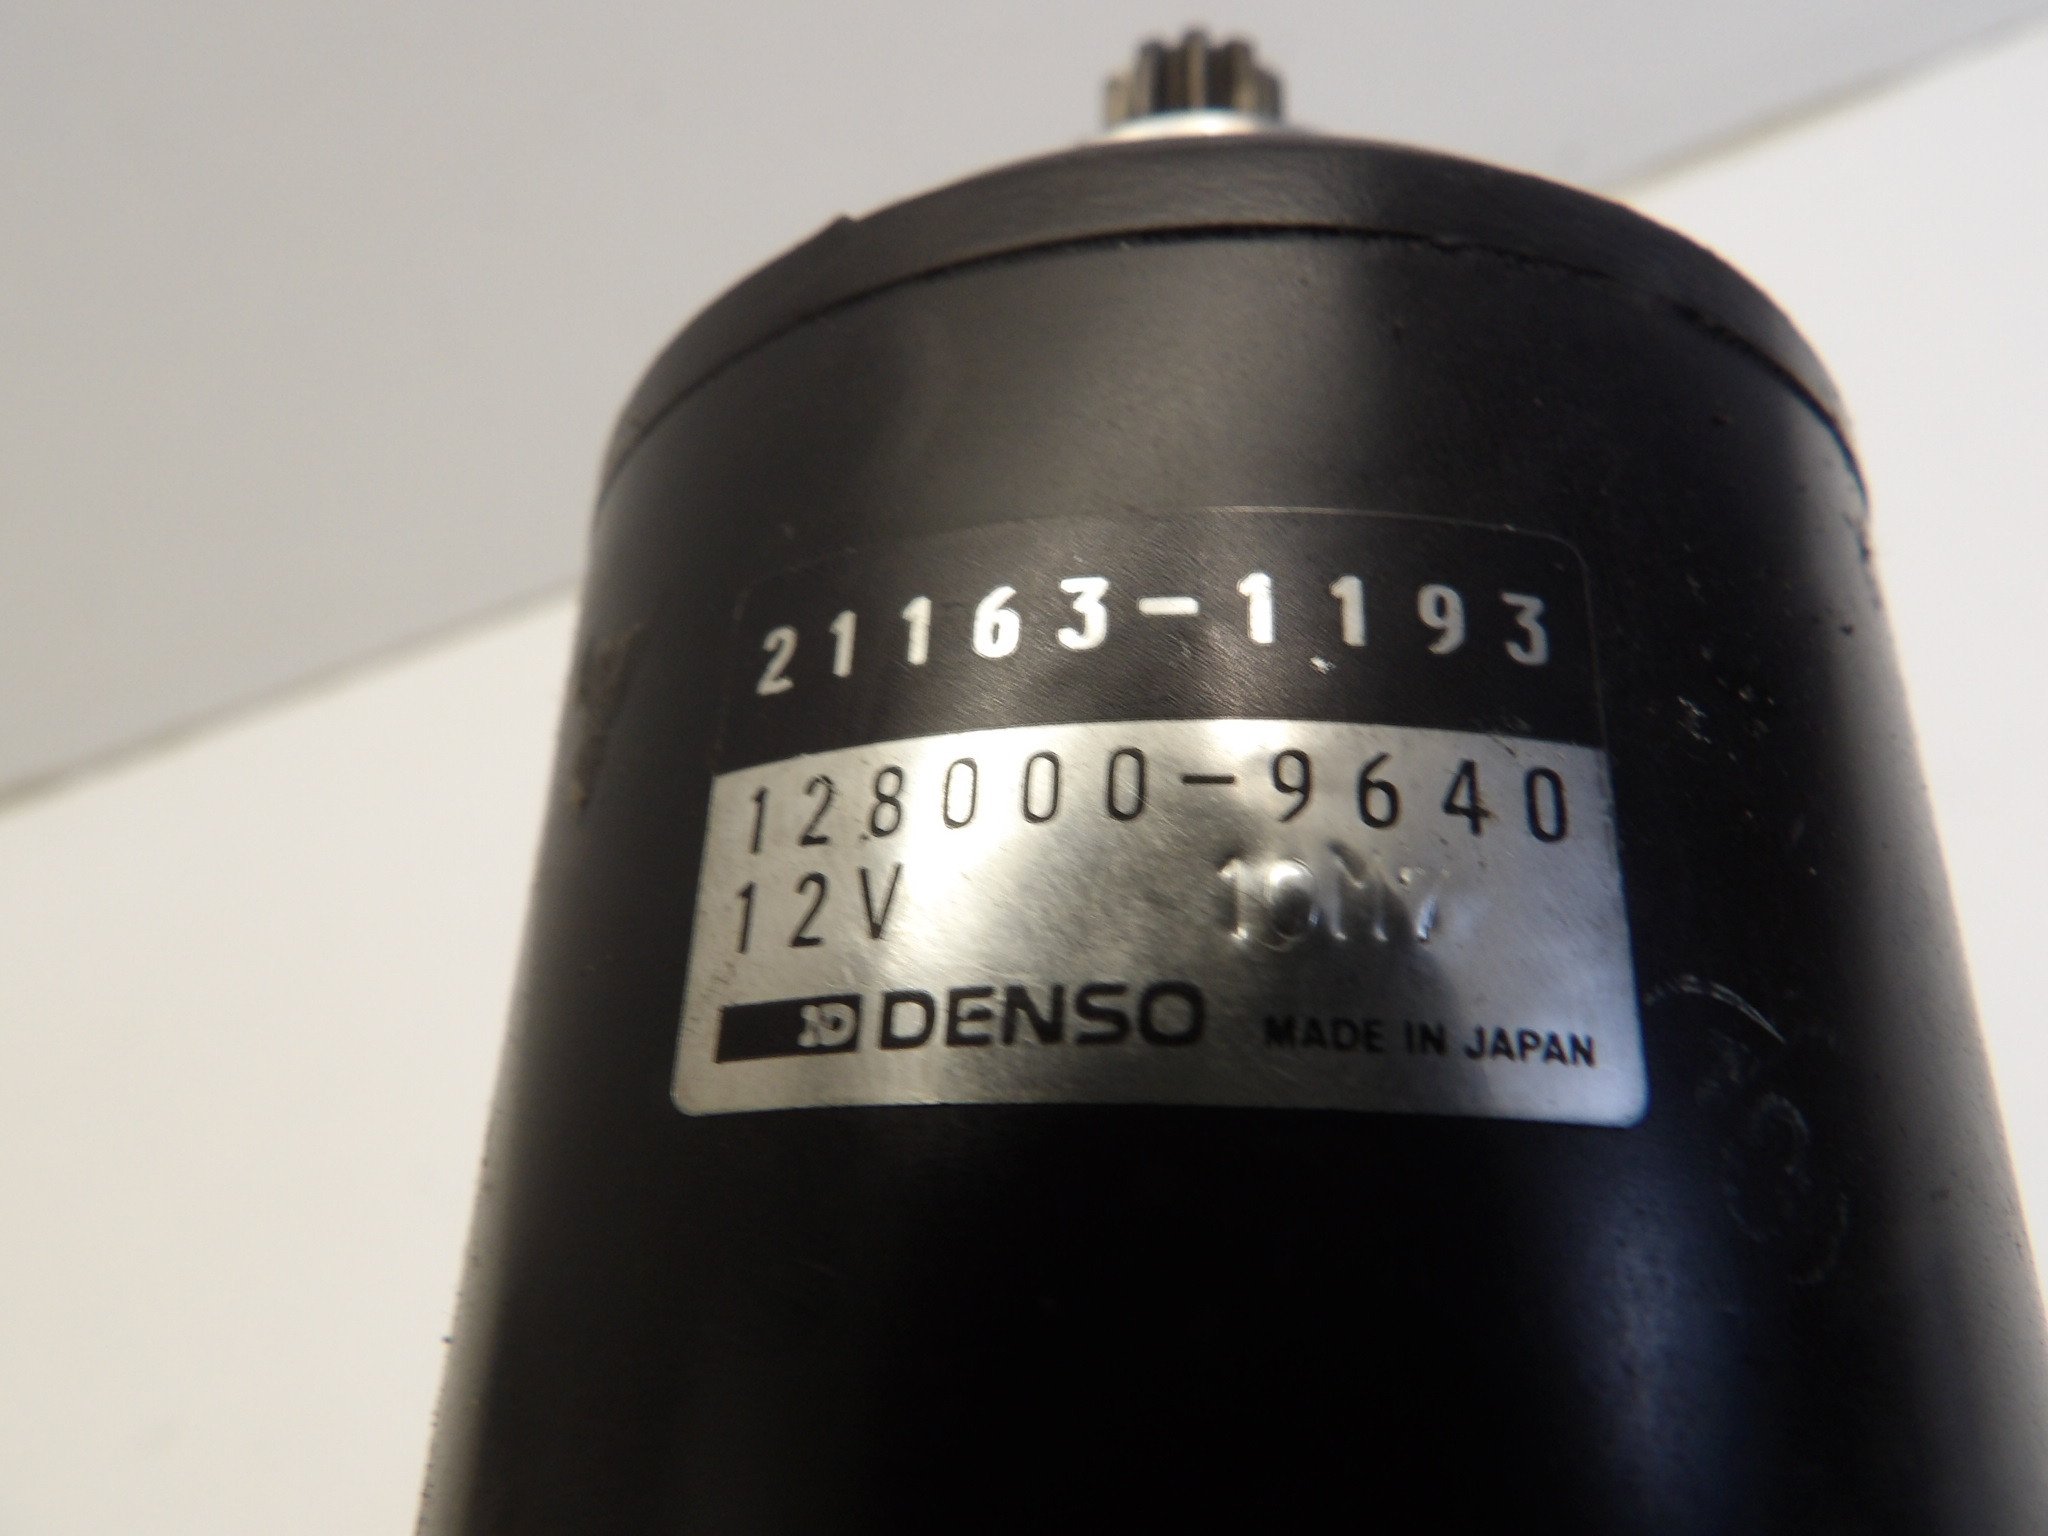 21163-1193
128000-9640
12V
DENSO MADE IN JAPAN